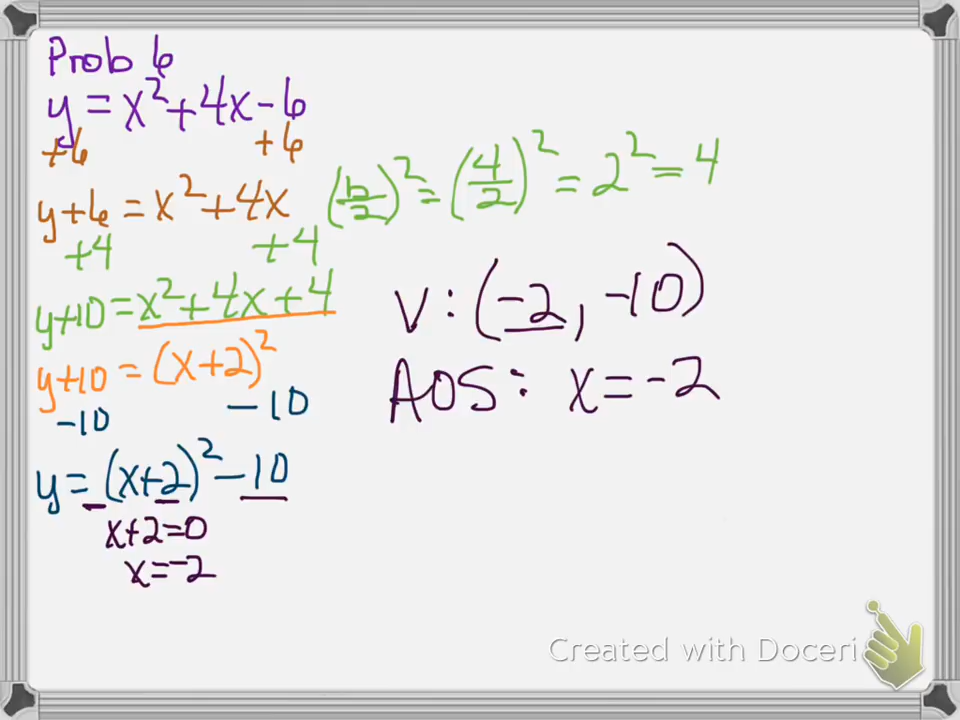 Prob 6
y = x² + 4x - 6
+6 +6
y+6 = x² + 4x
+4 +4
y+10 = x² + 4x + 4
y+10 = (x+2)²
-10 -10
y = (x+2)² - 10
x+2=0
x=-2
(b/2)² = (4/2)² = 2² = 4
V: (-2, -10)
AOS: x = -2
Created with Doceri